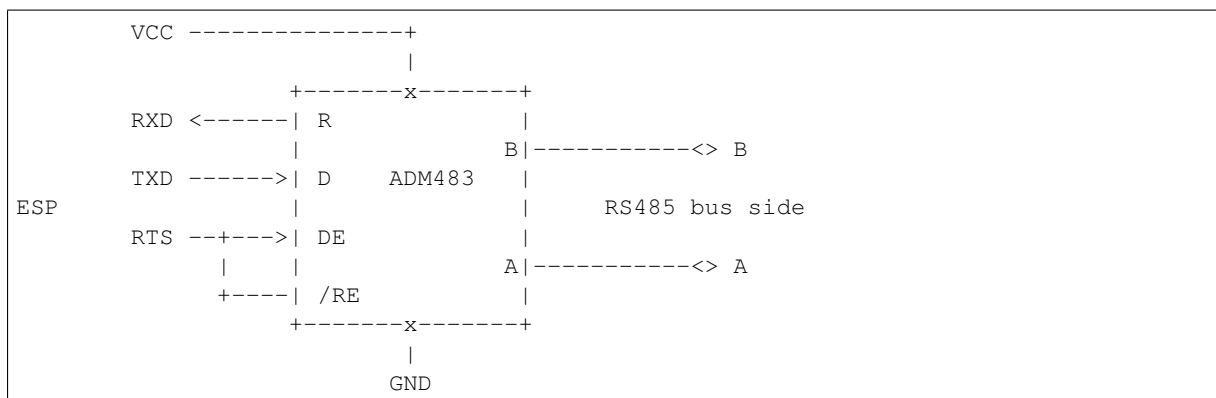 VCC ---------------+
|
+-------x-------+
RXD <------| R |
| B|-----------<> B
TXD ------>| D ADM483 |
ESP | | RS485 bus side
RTS --+--->| DE |
| | A|-----------<> A
+----| /RE |
+-------x-------+
|
GND